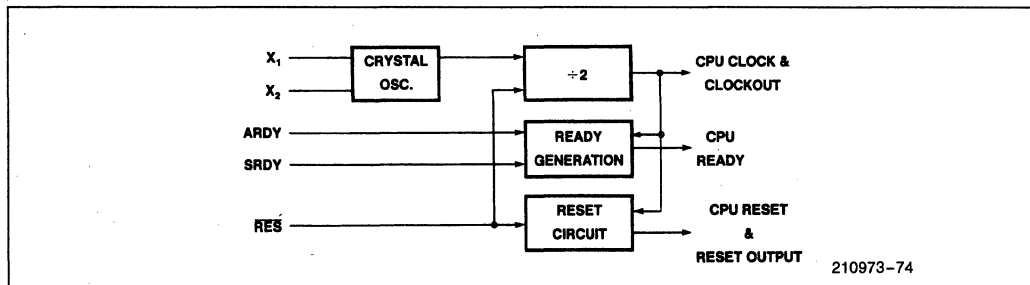 X₁
X₂
CRYSTAL
OSC.
÷2
CPU CLOCK &
CLOCKOUT
ARDY
SRDY
READY
GENERATION
CPU
READY
R̅E̅S̅
RESET
CIRCUIT
CPU RESET
&
RESET OUTPUT
210973–74